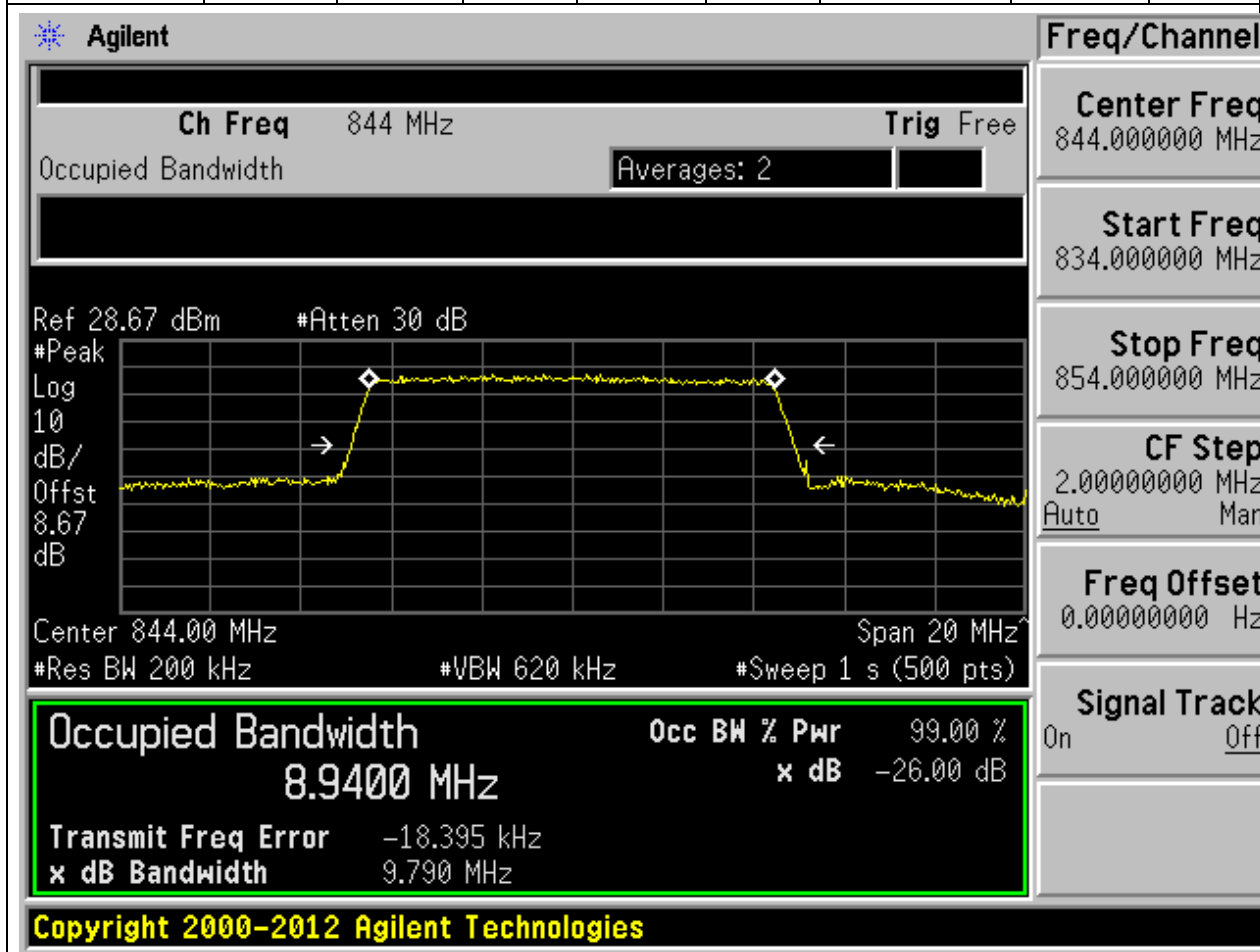 Agilent
Freq/Channel
Ch Freq 844 MHz Trig Free
Occupied Bandwidth Averages: 2
Ref 28.67 dBm #Atten 30 dB
#Peak
Log
10
dB/
Offst
8.67
dB
Center 844.00 MHz Span 20 MHz^
#Res BW 200 kHz #VBW 620 kHz #Sweep 1 s (500 pts)
Occupied Bandwidth Occ BW % Pwr 99.00 %
8.9400 MHz x dB -26.00 dB
Transmit Freq Error -18.395 kHz
x dB Bandwidth 9.790 MHz
Copyright 2000-2012 Agilent Technologies
Center Freq
844.000000 MHz
Start Freq
834.000000 MHz
Stop Freq
854.000000 MHz
CF Step
2.00000000 MHz
Auto Man
Freq Offset
0.00000000 Hz
Signal Track
On Off